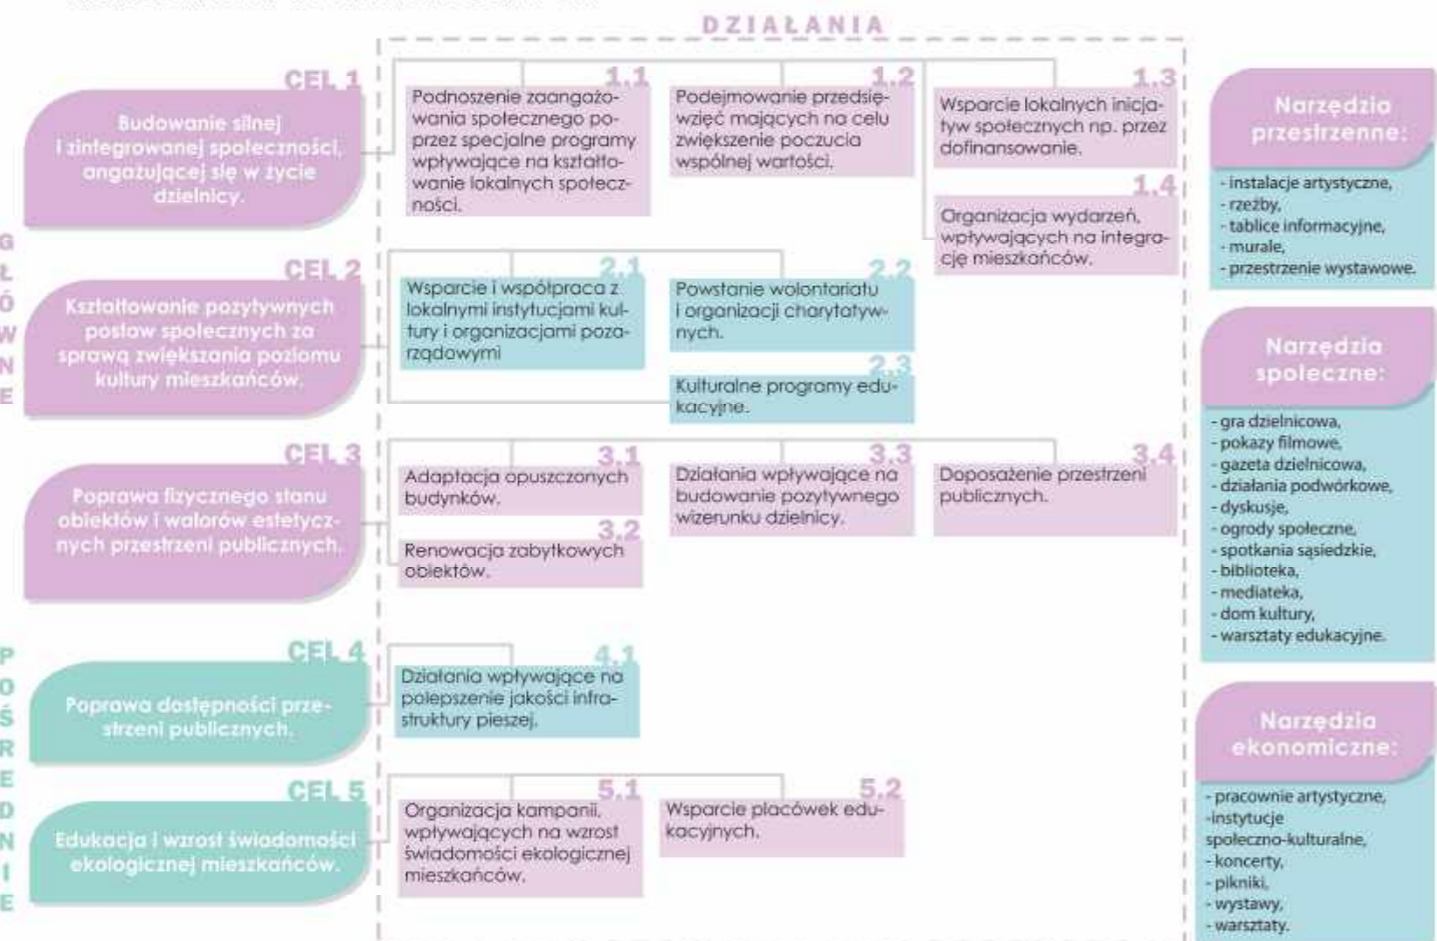 DZIAŁANIA
GŁÓWNE
CEL 1
Budowanie silnej
i zintegrowanej społeczności,
angażującej się w życie
dzielnicy.
1.1
Podnoszenie zaangażo-
wania społecznego po-
przez specjalne programy
wpływające na kształto-
wanie lokalnych społecz-
ności.
1.2
Podejmowanie przedsię-
wzięć mających na celu
zwiększenie poczucia
wspólnej wartości.
1.3
Wsparcie lokalnych inicja-
tyw społecznych np. przez
dofinansowanie.
1.4
Organizacja wydarzeń,
wpływających na integra-
cję mieszkańców.
CEL 2
Kształtowanie pozytywnych
postaw społecznych za
sprawą zwiększania poziomu
kultury mieszkańców.
2.1
Wsparcie i współpraca z
lokalnymi instytucjami kul-
tury i organizacjami poza-
rządowymi
2.2
Powstanie wolontariatu
i organizacji charytatyw-
nych.
2.3
Kulturalne programy edu-
kacyjne.
CEL 3
Poprawa fizycznego stanu
obiektów i walorów estetycz-
nych przestrzeni publicznych.
3.1
Adaptacja opuszczonych
budynków.
3.2
Renowacja zabytkowych
obiektów.
3.3
Działania wpływające na
budowanie pozytywnego
wizerunku dzielnicy.
3.4
Doposażenie przestrzeni
publicznych.
POŚREDNIE
CEL 4
Poprawa dostępności prze-
strzeni publicznych.
4.1
Działania wpływające na
polepszenie jakości infra-
struktury pieszej.
CEL 5
Edukacja i wzrost świadomości
ekologicznej mieszkańców.
5.1
Organizacja kampanii,
wpływających na wzrost
świadomości ekologicznej
mieszkańców.
5.2
Wsparcie placówek edu-
kacyjnych.
Narzędzia
przestrzenne:
- instalacje artystyczne,
- rzeźby,
- tablice informacyjne,
- murale,
- przestrzenie wystawowe.
Narzędzia
społeczne:
- gra dzielnicowa,
- pokazy filmowe,
- gazeta dzielnicowa,
- działania podwórkowe,
- dyskusje,
- ogrody społeczne,
- spotkania sąsiedzkie,
- biblioteka,
- mediateka,
- dom kultury,
- warsztaty edukacyjne.
Narzędzia
ekonomiczne:
- pracownie artystyczne,
-instytucje
społeczno-kulturalne,
- koncerty,
- pikniki,
- wystawy,
- warsztaty.